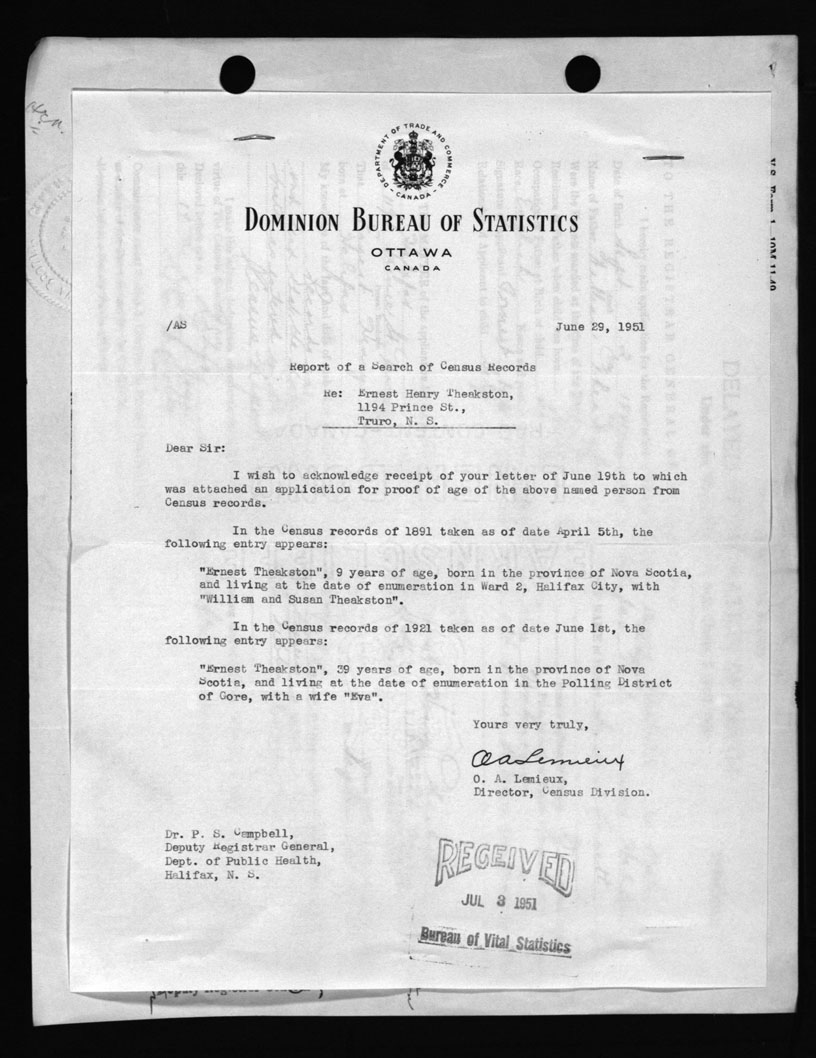 DEPARTMENT OF TRADE AND COMMERCE
CANADA
DOMINION BUREAU OF STATISTICS
OTTAWA
CANADA
/AS
June 29, 1951
Report of a Search of Census Records
Re: Ernest Henry Theakston,
1194 Prince St.,
Truro, N. S.
Dear Sir:
I wish to acknowledge receipt of your letter of June 19th to which
was attached an application for proof of age of the above named person from
Census records.
In the Census records of 1891 taken as of date April 5th, the
following entry appears:
"Ernest Theakston", 9 years of age, born in the province of Nova Scotia,
and living at the date of enumeration in Ward 2, Halifax City, with
"William and Susan Theakston".
In the Census records of 1921 taken as of date June 1st, the
following entry appears:
"Ernest Theakston", 39 years of age, born in the province of Nova
Scotia, and living at the date of enumeration in the Polling District
of Gore, with a wife "Eva".
Yours very truly,
O A Lemieux
O. A. Lemieux,
Director, Census Division.
Dr. P. S. Campbell,
Deputy Registrar General,
Dept. of Public Health,
Halifax, N. S.
RECEIVED
JUL 3 1951
Bureau of Vital Statistics